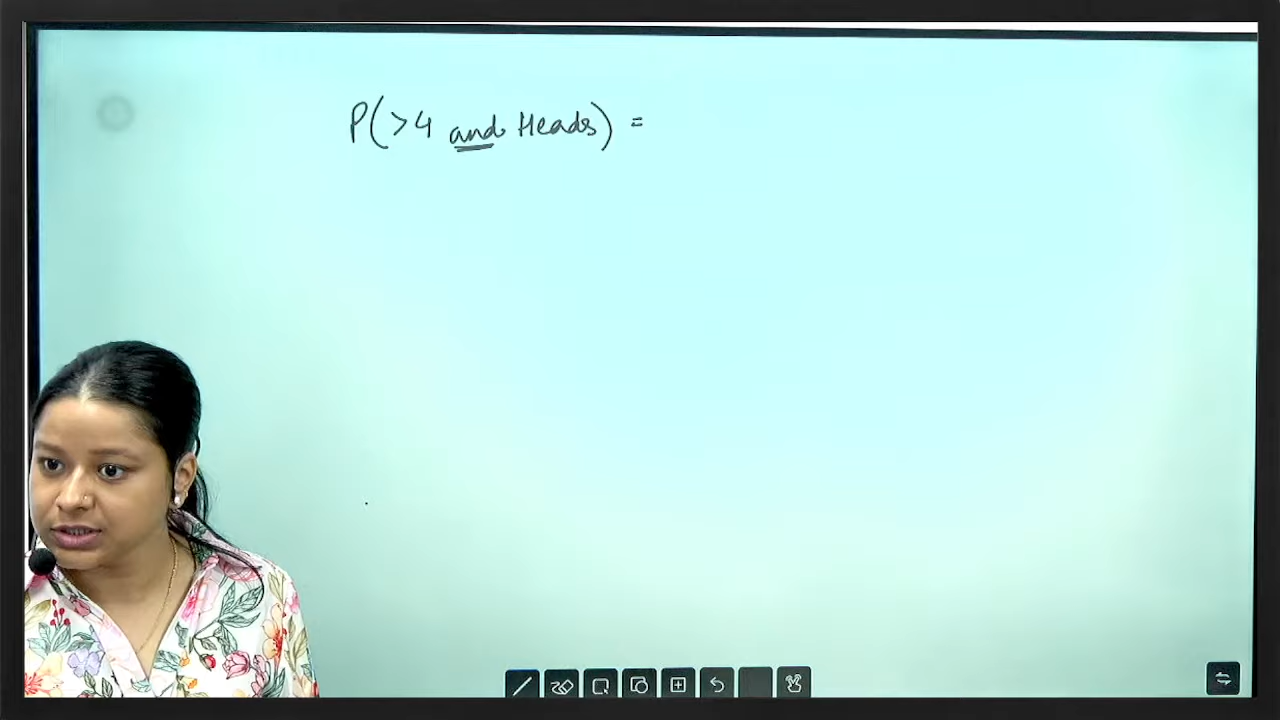 P(>4 and Heads) =